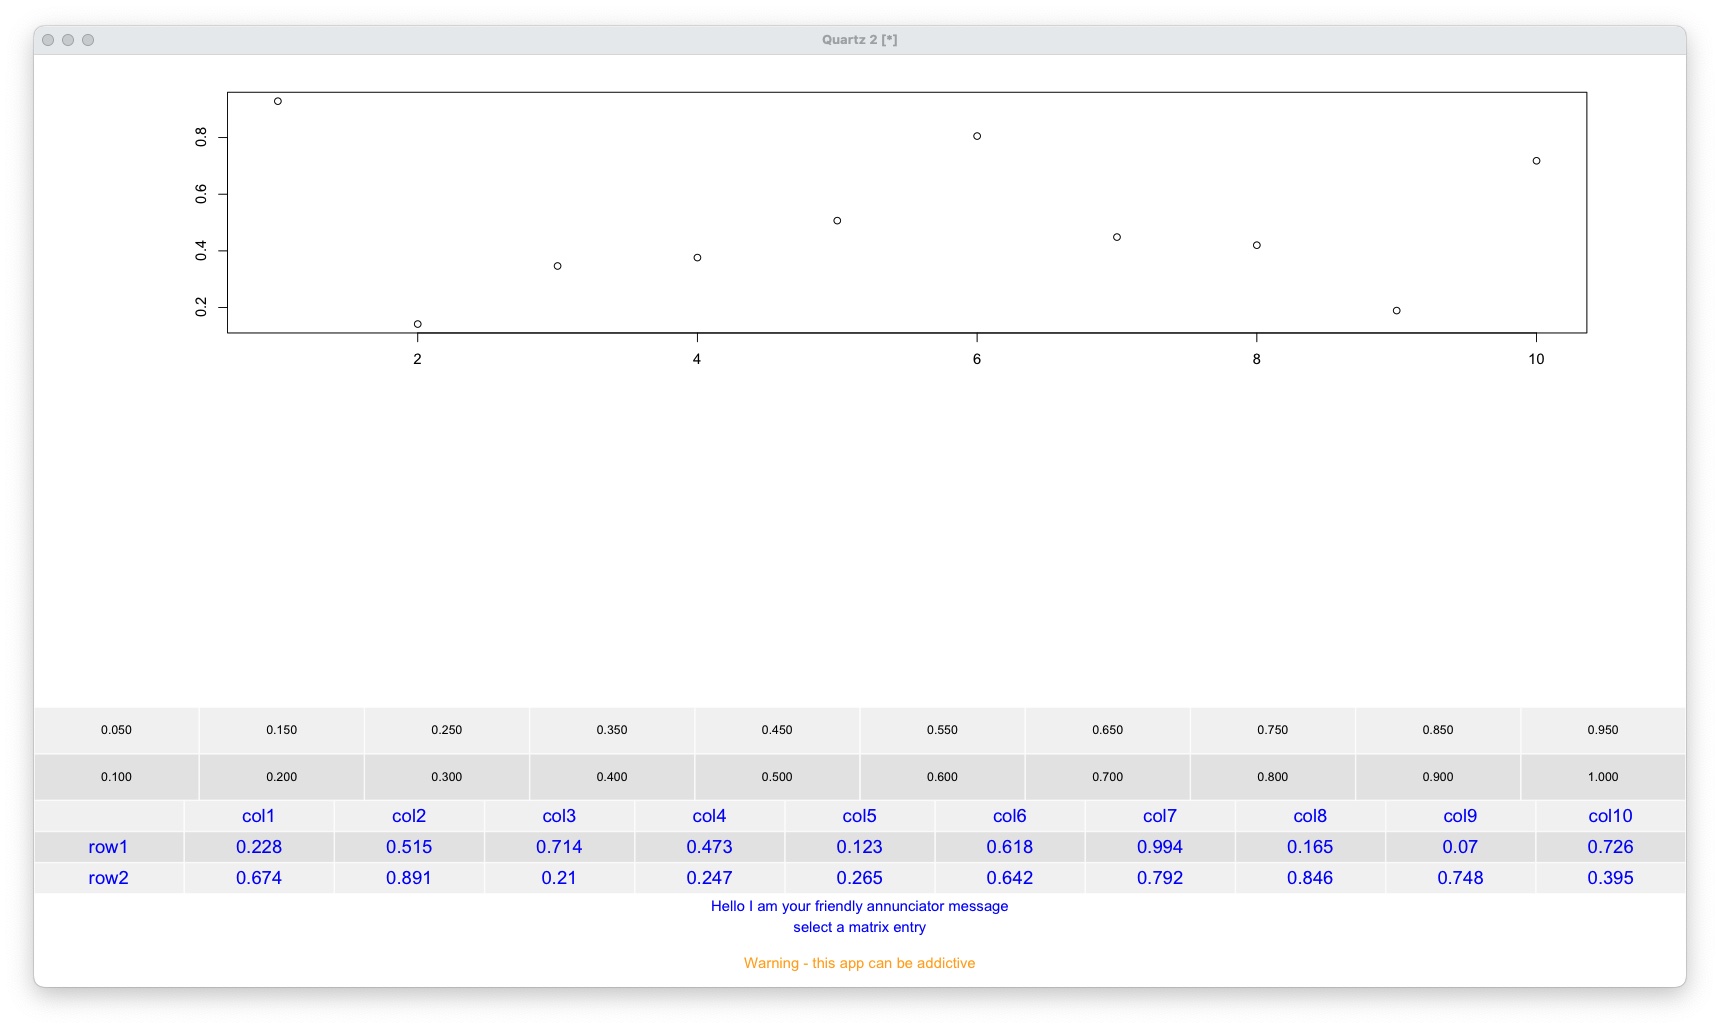 Quartz 2 [*]
0.8
0.6
0.4
0.2
2 4 6 8 10
0.050 0.150 0.250 0.350 0.450 0.550 0.650 0.750 0.850 0.950
0.100 0.200 0.300 0.400 0.500 0.600 0.700 0.800 0.900 1.000
col1 col2 col3 col4 col5 col6 col7 col8 col9 col10
row1 0.228 0.515 0.714 0.473 0.123 0.618 0.994 0.165 0.07 0.726
row2 0.674 0.891 0.21 0.247 0.265 0.642 0.792 0.846 0.748 0.395
Hello I am your friendly annunciator message
select a matrix entry
Warning - this app can be addictive